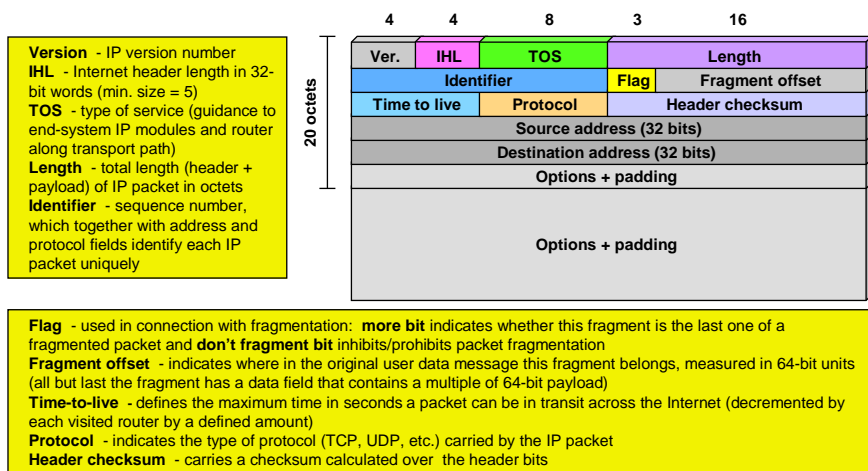 4 4 8 3 16
Version - IP version number
IHL - Internet header length in 32-
bit words (min. size = 5)
TOS - type of service (guidance to
end-system IP modules and router
along transport path)
Length - total length (header +
payload) of IP packet in octets
Identifier - sequence number,
which together with address and
protocol fields identify each IP
packet uniquely
20 octets
Ver. IHL TOS Length
Identifier Flag Fragment offset
Time to live Protocol Header checksum
Source address (32 bits)
Destination address (32 bits)
Options + padding
Options + padding
Flag - used in connection with fragmentation: more bit indicates whether this fragment is the last one of a
fragmented packet and don't fragment bit inhibits/prohibits packet fragmentation
Fragment offset - indicates where in the original user data message this fragment belongs, measured in 64-bit units
(all but last the fragment has a data field that contains a multiple of 64-bit payload)
Time-to-live - defines the maximum time in seconds a packet can be in transit across the Internet (decremented by
each visited router by a defined amount)
Protocol - indicates the type of protocol (TCP, UDP, etc.) carried by the IP packet
Header checksum - carries a checksum calculated over the header bits